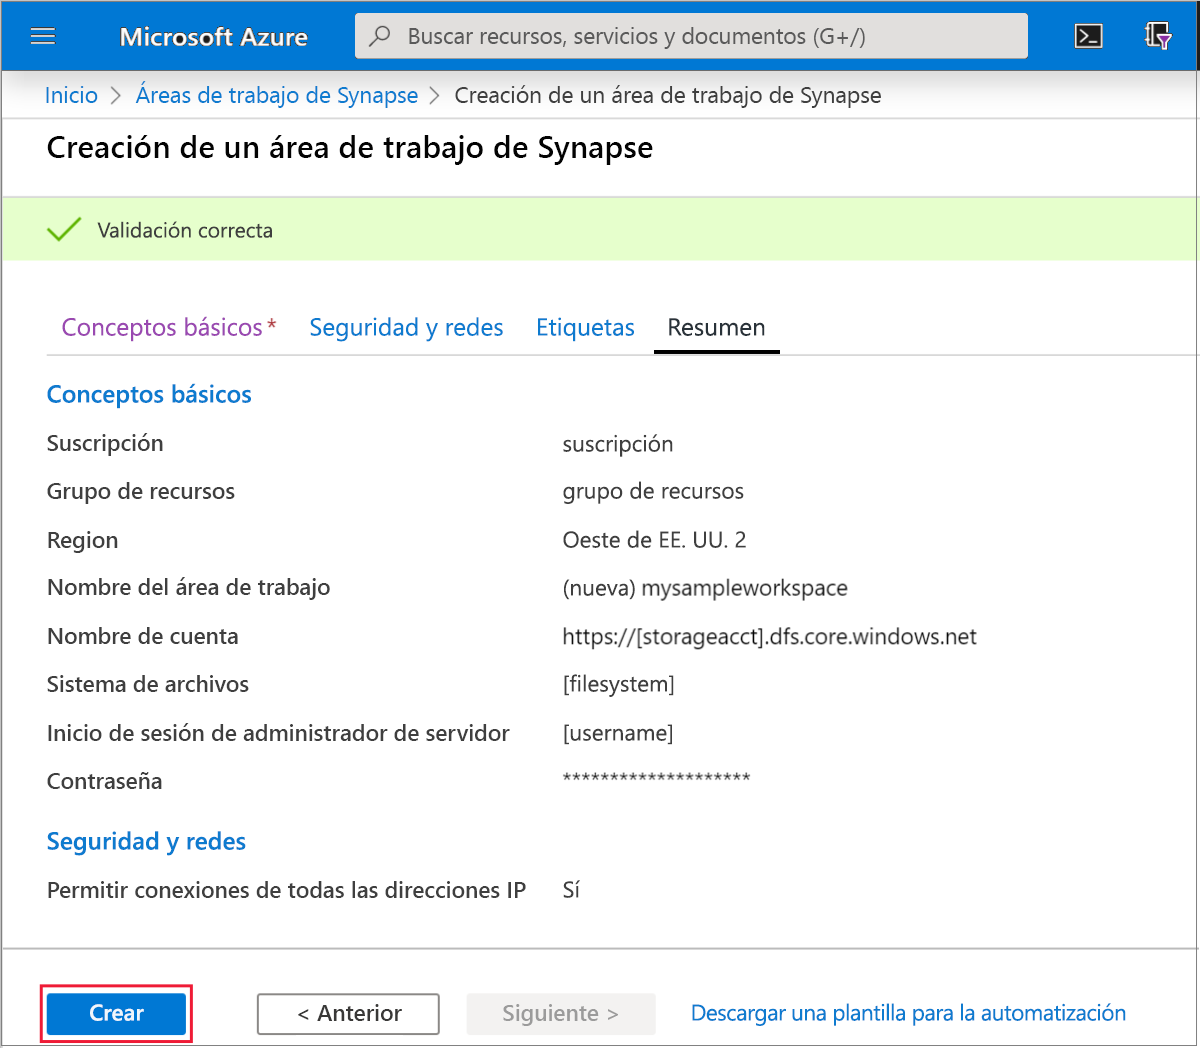 Microsoft Azure
Buscar recursos, servicios y documentos (G+/)
Inicio > Áreas de trabajo de Synapse > Creación de un área de trabajo de Synapse
Creación de un área de trabajo de Synapse
Validación correcta
Conceptos básicos * Seguridad y redes Etiquetas Resumen
Conceptos básicos
Suscripción suscripción
Grupo de recursos grupo de recursos
Region Oeste de EE. UU. 2
Nombre del área de trabajo (nueva) mysampleworkspace
Nombre de cuenta https://[storageacct].dfs.core.windows.net
Sistema de archivos [filesystem]
Inicio de sesión de administrador de servidor [username]
Contraseña ********************
Seguridad y redes
Permitir conexiones de todas las direcciones IP Sí
Crear < Anterior Siguiente > Descargar una plantilla para la automatización